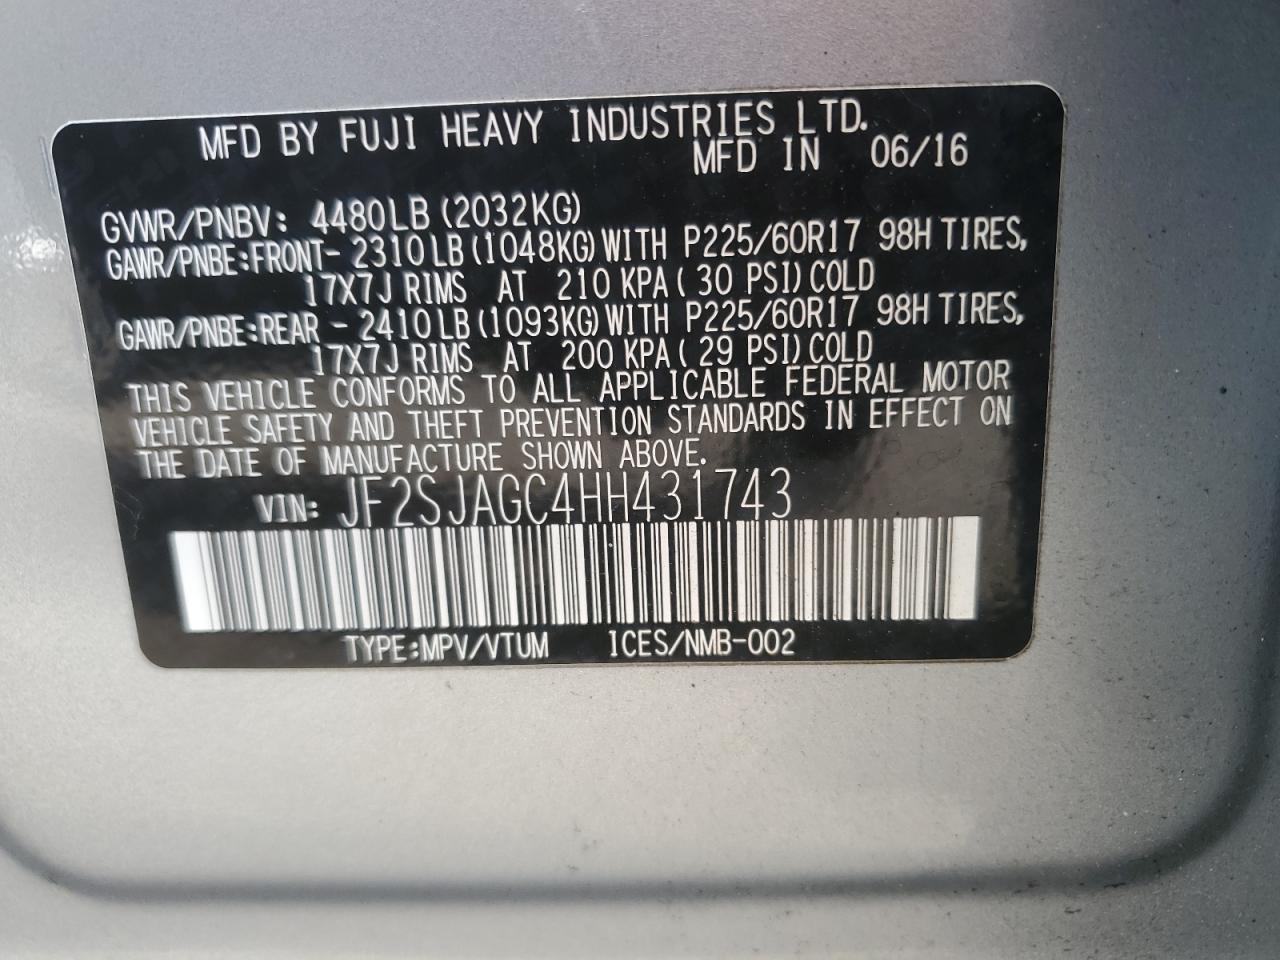 MFD BY FUJI HEAVY INDUSTRIES LTD.
MFD IN 06/16
GVWR/PNBV: 4480LB (2032KG)
GAWR/PNBE:FRONT- 2310LB (1048KG) WITH P225/60R17 98H TIRES,
17X7J RIMS AT 210 KPA ( 30 PSI) COLD
GAWR/PNBE:REAR - 2410LB (1093KG) WITH P225/60R17 98H TIRES,
17X7J RIMS AT 200 KPA ( 29 PSI) COLD
THIS VEHICLE CONFORMS TO ALL APPLICABLE FEDERAL MOTOR
VEHICLE SAFETY AND THEFT PREVENTION STANDARDS IN EFFECT ON
THE DATE OF MANUFACTURE SHOWN ABOVE.
VIN: JF2SJAGC4HH431743
TYPE:MPV/VTUM ICES/NMB-002